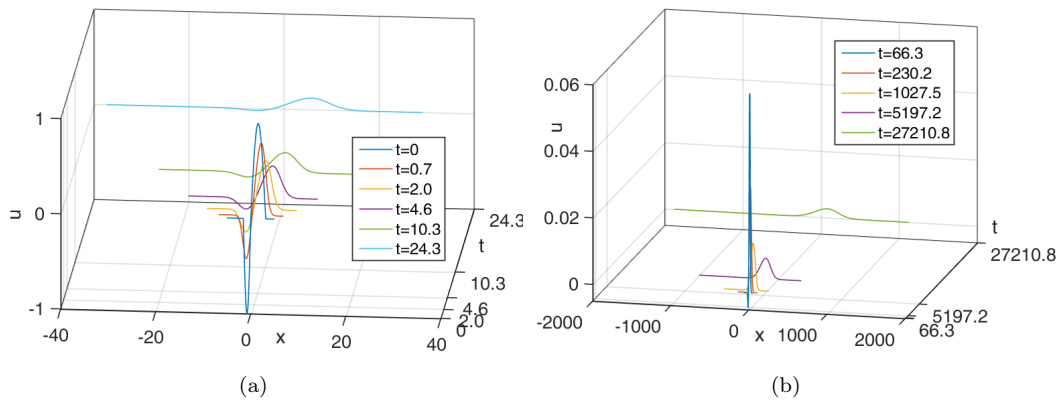 t=0
t=0.7
t=2.0
t=4.6
t=10.3
t=24.3
1
0
-1
u
-40
-20
0
x
20
40
0
2.0
4.6
10.3
24.3
t
(a)
t=66.3
t=230.2
t=1027.5
t=5197.2
t=27210.8
0.06
0.04
0.02
0
u
-2000
-1000
0
x
1000
2000
66.3
5197.2
27210.8
t
(b)